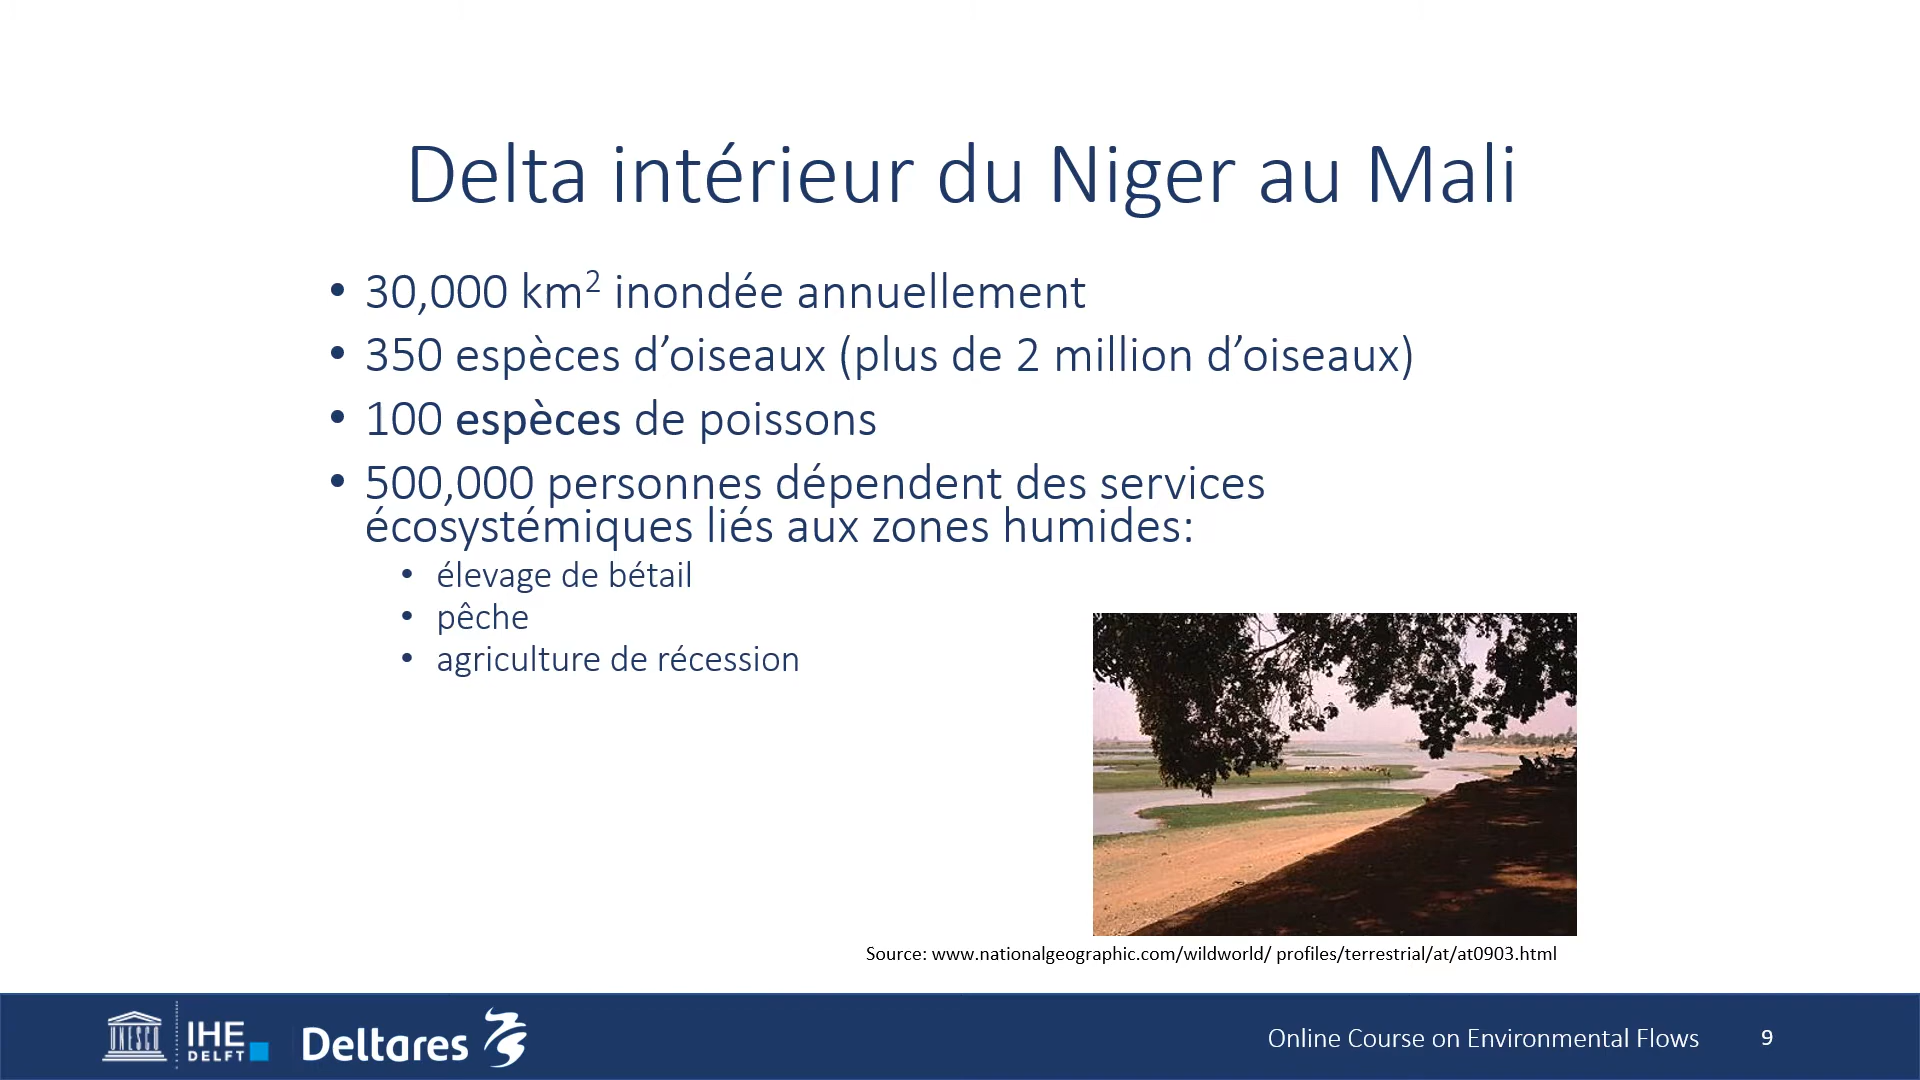 Delta intérieur du Niger au Mali
• 30,000 km² inondée annuellement
• 350 espèces d’oiseaux (plus de 2 million d’oiseaux)
• 100 espèces de poissons
• 500,000 personnes dépendent des services
écosystémiques liés aux zones humides:
• élevage de bétail
• pêche
• agriculture de récession
Source: www.nationalgeographic.com/wildworld/ profiles/terrestrial/at/at0903.html
UNESCO
IHE
DELFT
Deltares
Online Course on Environmental Flows
9